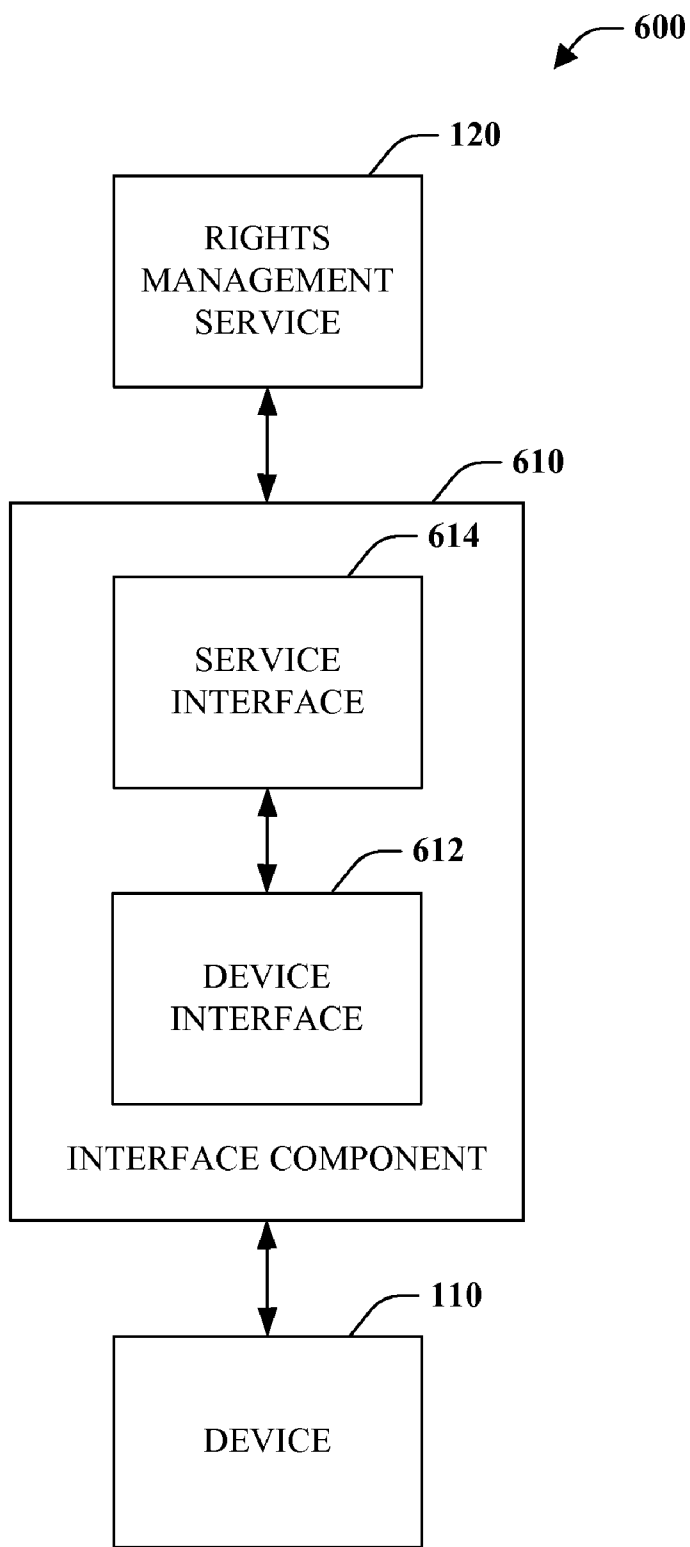 600
120
RIGHTS
MANAGEMENT
SERVICE
610
614
SERVICE
INTERFACE
612
DEVICE
INTERFACE
INTERFACE COMPONENT
110
DEVICE